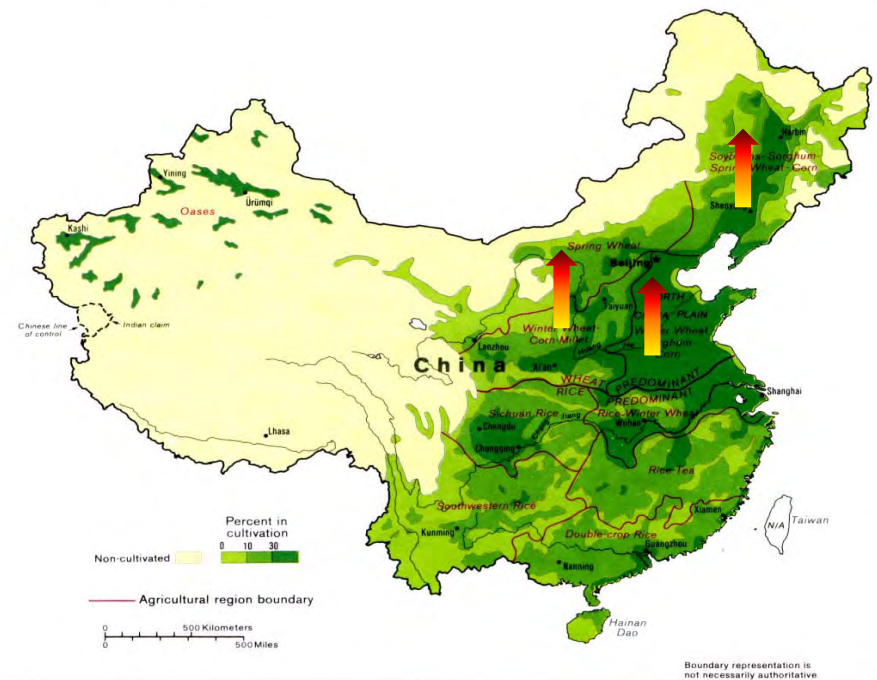 Harbin
Spring Wheat-Corn
Yining
Ürümqi
Oases
Kashi
Spring Wheat
Beijing
Chinese line
of control
Indian claim
Taiyuan
PLAIN
Winter Wheat-
Corn-Millet
Winter Wheat
Lanzhou
Huang
He
China
Xi'an
WHEAT PREDOMINANT
RICE PREDOMINANT
Shanghai
Sichuan Rice
Jiang
Rice-Winter Wheat
Chengdu
Wuhan
Chongqing
Lhasa
Rice-Tea
Southwestern Rice
Xiamen
N/A
Taiwan
Kunming
Double-crop Rice
Guangzhou
Nanning
Hainan
Dao
Percent in
cultivation
0 10 30
Non-cultivated
Agricultural region boundary
0 500 Kilometers
0 500 Miles
Boundary representation is
not necessarily authoritative